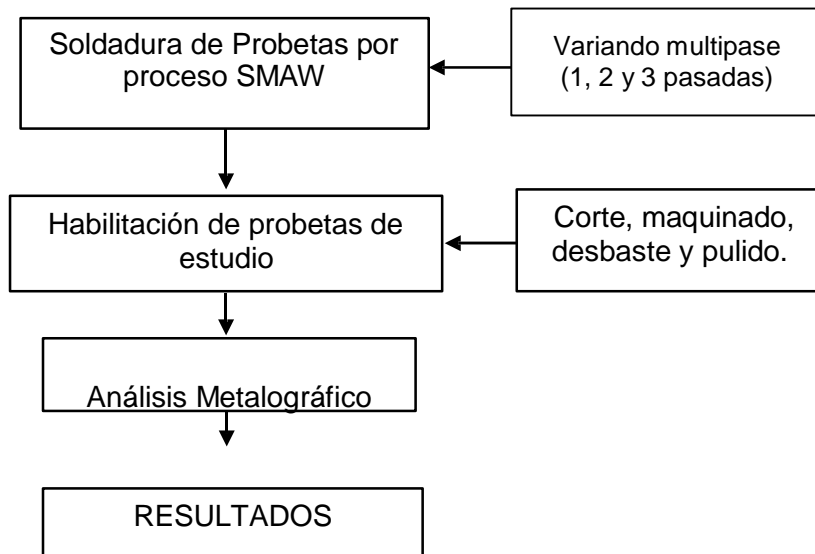 Soldadura de Probetas por
proceso SMAW
Variando multipase
(1, 2 y 3 pasadas)
Habilitación de probetas de
estudio
Corte, maquinado,
desbaste y pulido.
Análisis Metalográfico
RESULTADOS